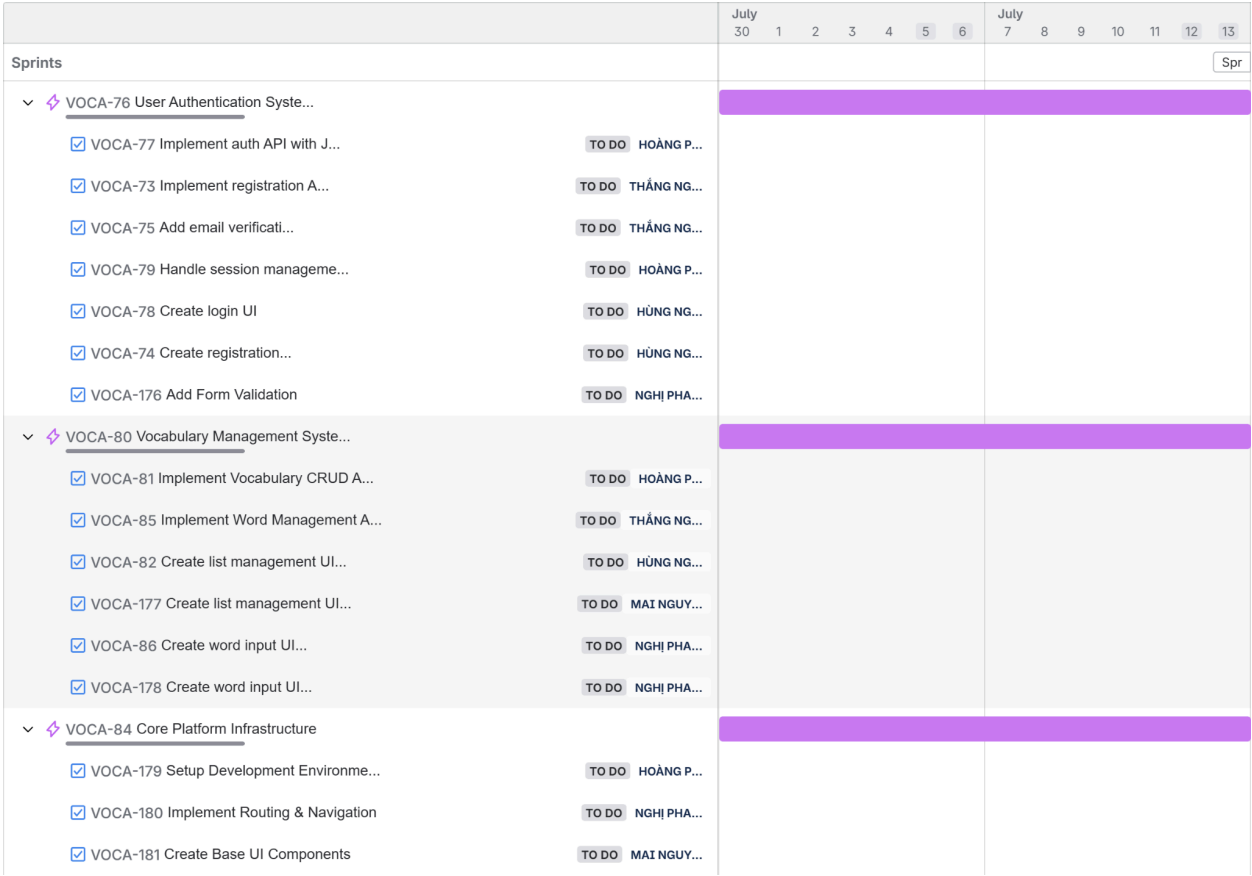 July July
30 1 2 3 4 5 6 7 8 9 10 11 12 13
Sprints Spr
VOCA-76 User Authentication Syste...
VOCA-77 Implement auth API with J... TO DO HOÀNG P...
VOCA-73 Implement registration A... TO DO THẮNG NG...
VOCA-75 Add email verificati... TO DO THẮNG NG...
VOCA-79 Handle session manageme... TO DO HOÀNG P...
VOCA-78 Create login UI TO DO HÙNG NG...
VOCA-74 Create registration... TO DO HÙNG NG...
VOCA-176 Add Form Validation TO DO NGHỊ PHA...
VOCA-80 Vocabulary Management Syste...
VOCA-81 Implement Vocabulary CRUD A... TO DO HOÀNG P...
VOCA-85 Implement Word Management A... TO DO THẮNG NG...
VOCA-82 Create list management UI... TO DO HÙNG NG...
VOCA-177 Create list management UI... TO DO MAI NGUY...
VOCA-86 Create word input UI... TO DO NGHỊ PHA...
VOCA-178 Create word input UI... TO DO NGHỊ PHA...
VOCA-84 Core Platform Infrastructure
VOCA-179 Setup Development Environme... TO DO HOÀNG P...
VOCA-180 Implement Routing & Navigation TO DO NGHỊ PHA...
VOCA-181 Create Base UI Components TO DO MAI NGUY...